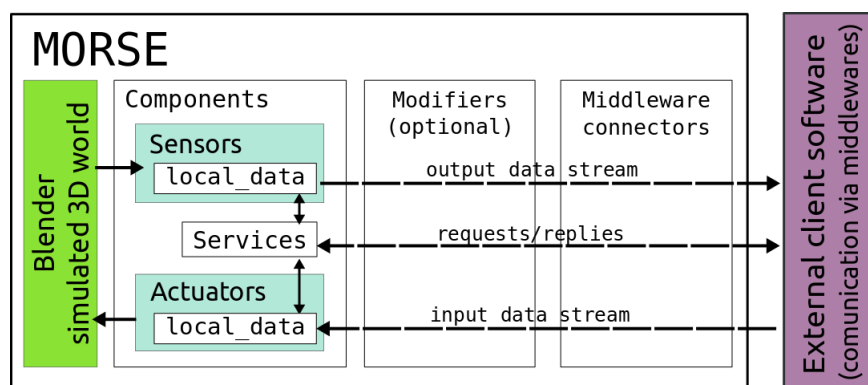 MORSE
Blender
simulated 3D world
Components
Sensors
local_data
Services
Actuators
local_data
Modifiers
(optional)
Middleware
connectors
output data stream
requests/replies
input data stream
External client software
(comunication via middlewares)